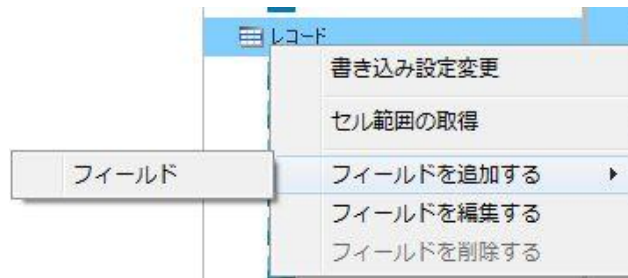 レコード
書き込み設定変更
セル範囲の取得
フィールドを追加する
フィールド
フィールドを編集する
フィールドを削除する